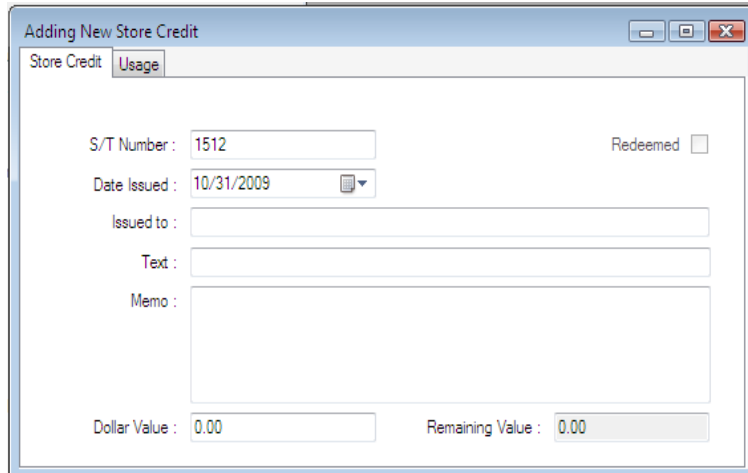 Adding New Store Credit
Store Credit Usage
S/T Number : 1512 Redeemed
Date Issued : 10/31/2009
Issued to :
Text :
Memo :
Dollar Value : 0.00 Remaining Value : 0.00